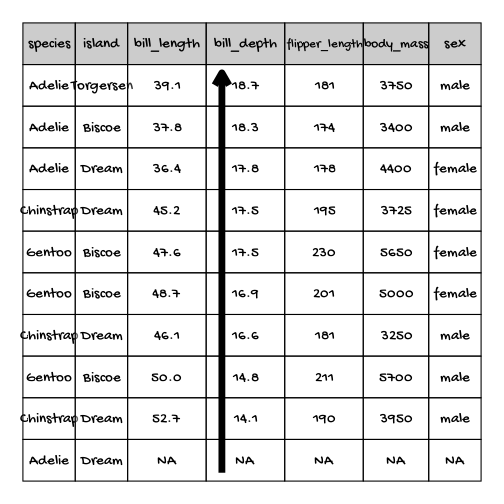 species island bill_length bill_depth flipper_length body_mass sex
Adelie Torgersen 39.1 18.7 181 3750 male
Adelie Biscoe 37.8 18.3 174 3400 male
Adelie Dream 36.4 17.8 178 4400 female
Chinstrap Dream 45.2 17.5 195 3725 female
Gentoo Biscoe 47.6 17.5 230 5650 female
Gentoo Biscoe 48.7 16.9 201 5000 female
Chinstrap Dream 46.1 16.6 181 3250 male
Gentoo Biscoe 50.0 14.8 211 5700 male
Chinstrap Dream 52.7 14.1 190 3950 male
Adelie Dream NA NA NA NA NA